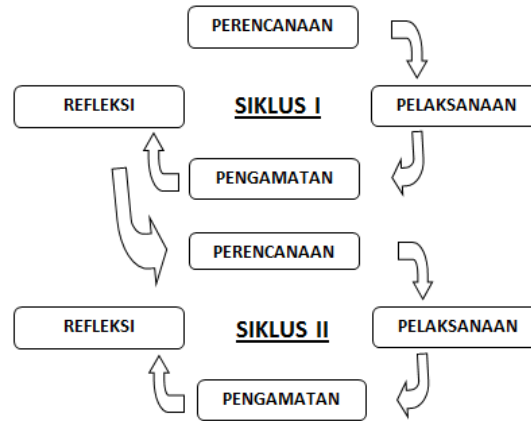 PERENCANAAN
REFLEKSI
SIKLUS I
PELAKSANAAN
PENGAMATAN
PERENCANAAN
REFLEKSI
SIKLUS II
PELAKSANAAN
PENGAMATAN